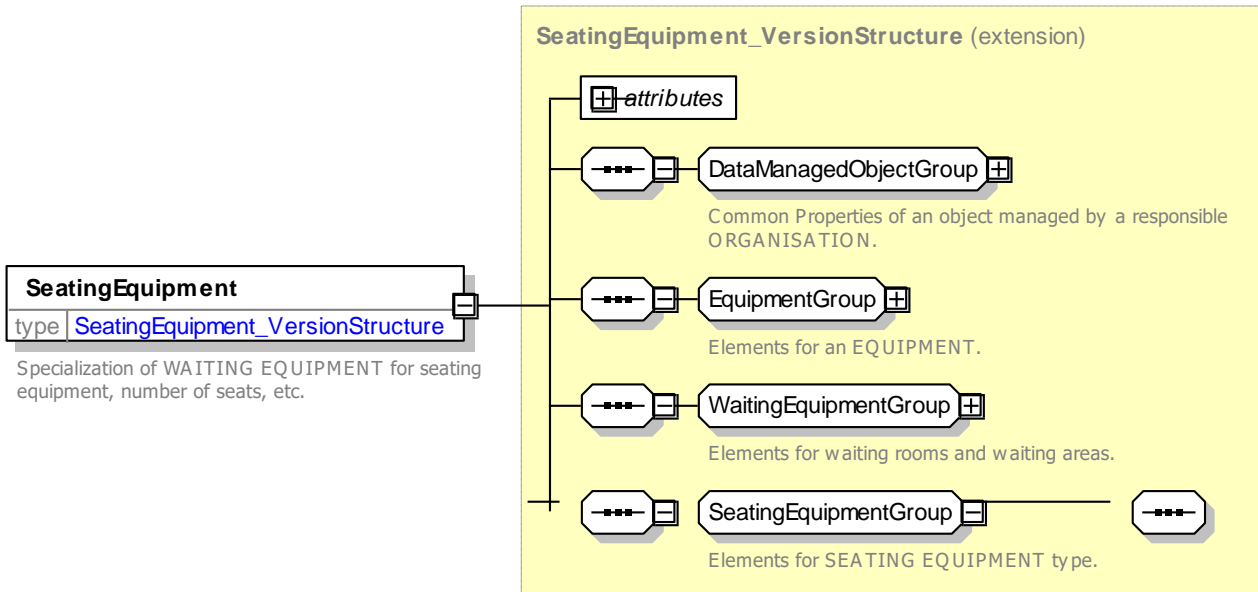 SeatingEquipment_VersionStructure (extension)
attributes
DataManagedObjectGroup
Common Properties of an object managed by a responsible
ORGANISATION.
SeatingEquipment
type SeatingEquipment_VersionStructure
Specialization of WAITING EQUIPMENT for seating
equipment, number of seats, etc.
EquipmentGroup
Elements for an EQUIPMENT.
WaitingEquipmentGroup
Elements for waiting rooms and waiting areas.
SeatingEquipmentGroup
Elements for SEATING EQUIPMENT type.